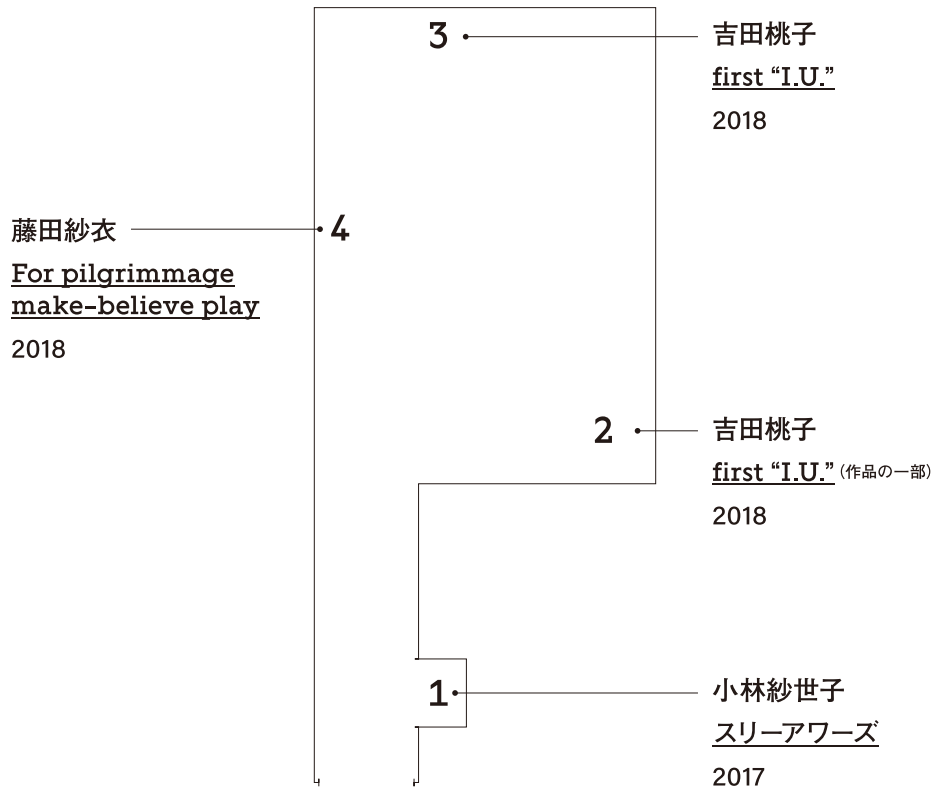 3
吉田桃子
first “I.U.”
2018
藤田紗衣
4
For pilgrimmage
make-believe play
2018
2
吉田桃子
first “I.U.”（作品の一部）
2018
1
小林紗世子
スリーアワーズ
2017